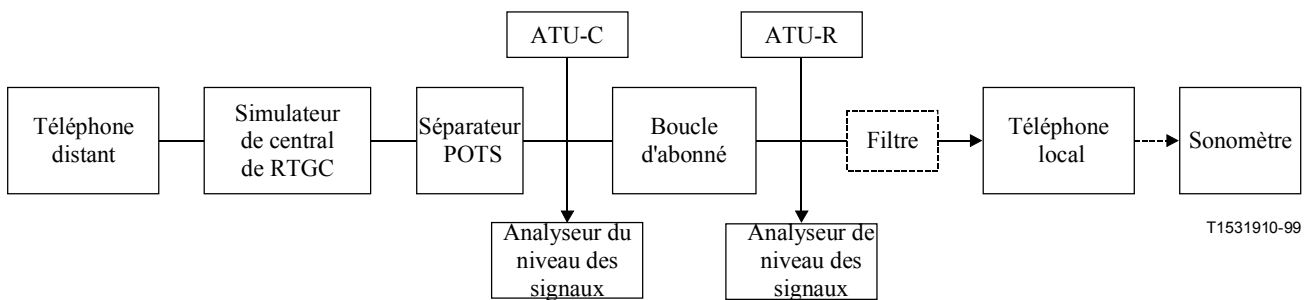 ATU-C
ATU-R
Téléphone
distant
Simulateur
de central
de RTGC
Séparateur
POTS
Boucle
d'abonné
Filtre
Téléphone
local
Sonomètre
Analyseur du
niveau des
signaux
Analyseur de
niveau des
signaux
T1531910-99